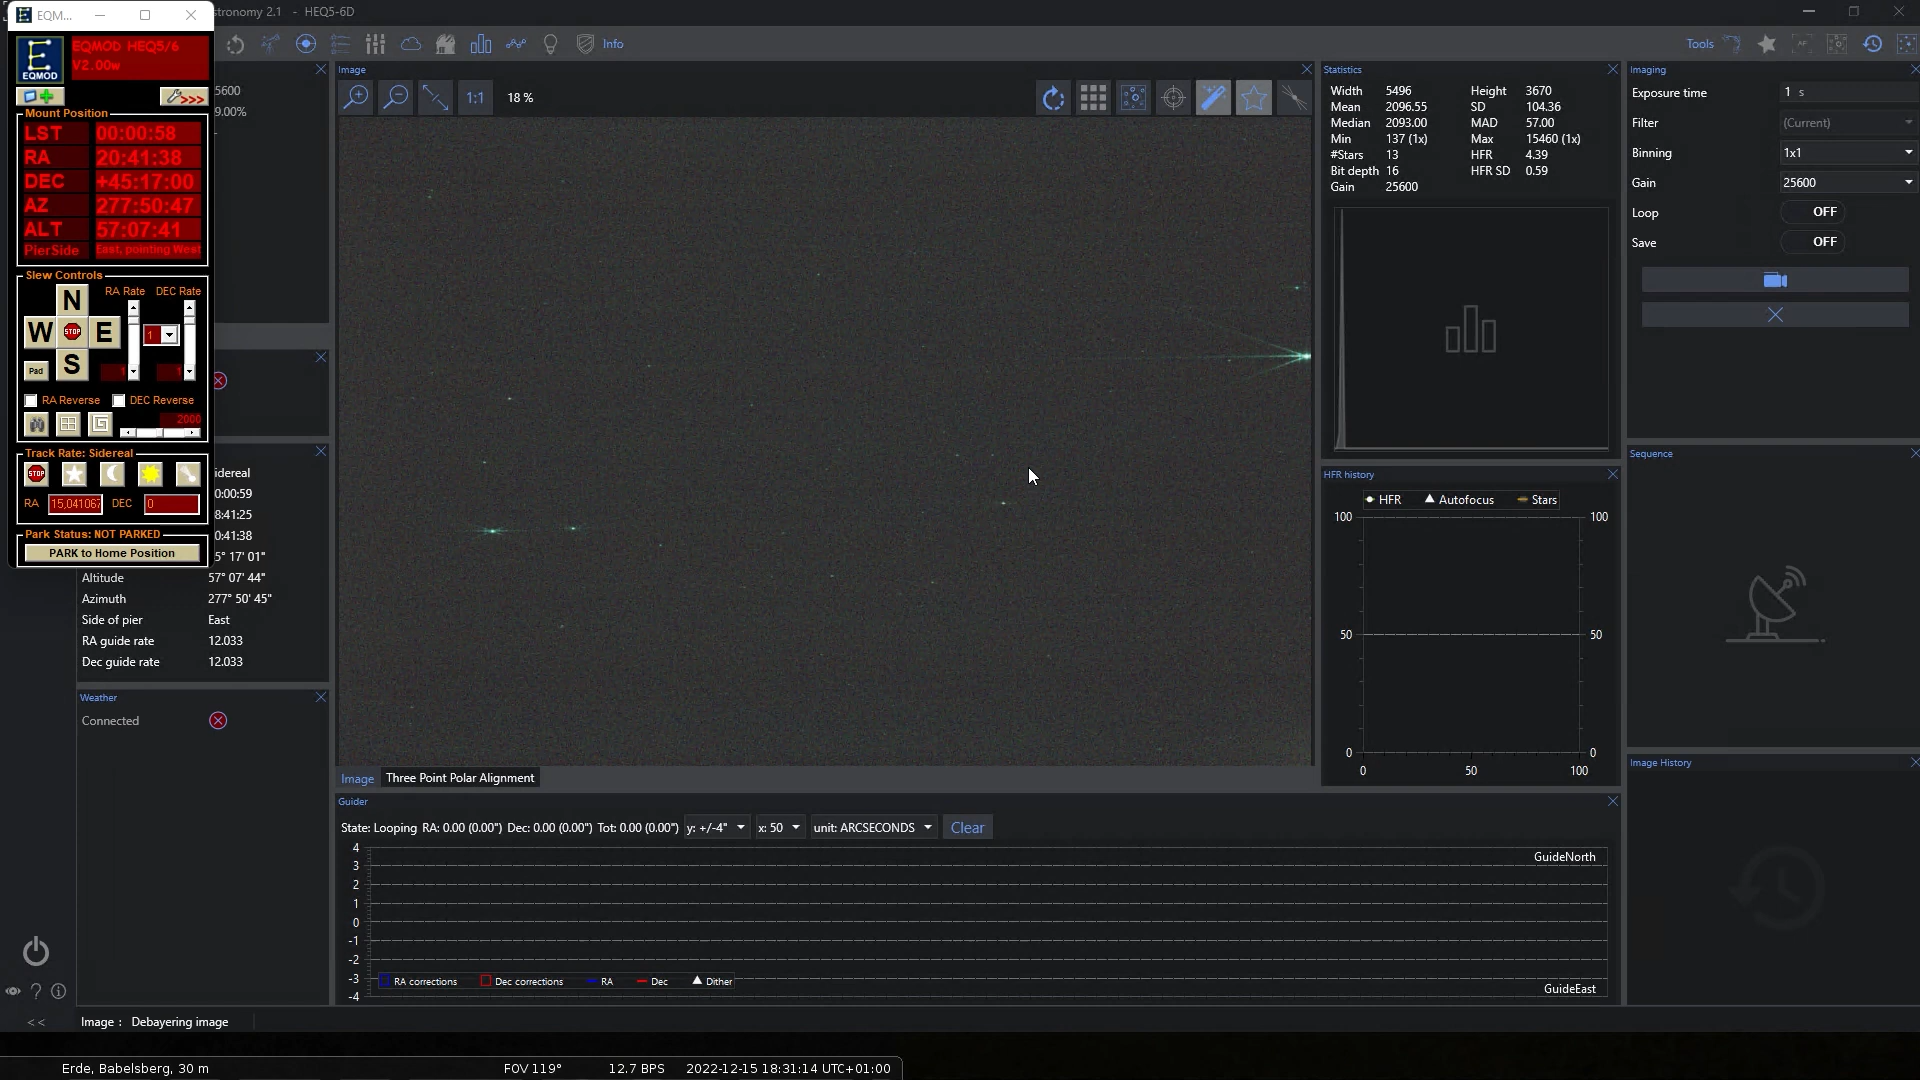 EQM...
tronomy 2.1 - HEQ5-6D
EQMOD HEQ5/6
V2.00w
EQMOD
>>>
Info
Tools
AF
Mount Position
LST 00:00:58
RA 20:41:38
DEC +45:17:00
AZ 277:50:47
ALT 57:07:41
PierSide East, pointing West
Slew Controls
RA Rate DEC Rate
N
W STOP E
S
1
Pad
1 1
RA Reverse DEC Reverse
2000
Track Rate: Sidereal
STOP
RA 15,041067 DEC 0
Park Status: NOT PARKED
PARK to Home Position
5600
9.00%
idereal
0:00:59
8:41:25
0:41:38
5° 17' 01"
Altitude 57° 07' 44"
Azimuth 277° 50' 45"
Side of pier East
RA guide rate 12.033
Dec guide rate 12.033
Weather
Connected
Image
1:1 18 %
Image Three Point Polar Alignment
Guider
State: Looping RA: 0.00 (0.00") Dec: 0.00 (0.00") Tot: 0.00 (0.00") y: +/-4" x: 50 unit: ARCSECONDS Clear
4
3
2
1
0
-1
-2
-3
-4
GuideNorth
GuideEast
RA corrections Dec corrections RA Dec Dither
Statistics
Width 5496 Height 3670
Mean 2096.55 SD 104.36
Median 2093.00 MAD 57.00
Min 137 (1x) Max 15460 (1x)
#Stars 13 HFR 4.39
Bit depth 16 HFR SD 0.59
Gain 25600
HFR history
HFR Autofocus Stars
100 100
50 50
0 0
0 50 100
Imaging
Exposure time 1 s
Filter (Current)
Binning 1x1
Gain 25600
Loop OFF
Save OFF
Sequence
Image History
<< Image : Debayering image
Erde, Babelsberg, 30 m FOV 119° 12.7 BPS 2022-12-15 18:31:14 UTC+01:00